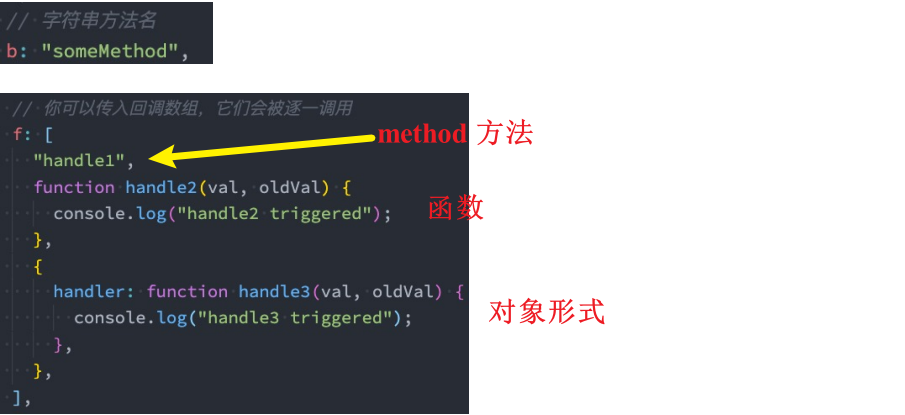 // 字符串方法名
b: "someMethod",
// 你可以传入回调数组，它们会被逐一调用
f: [
method 方法
"handle1",
function handle2(val, oldVal) {
console.log("handle2 triggered");
函数
},
{
handler: function handle3(val, oldVal) {
console.log("handle3 triggered");
对象形式
},
},
],